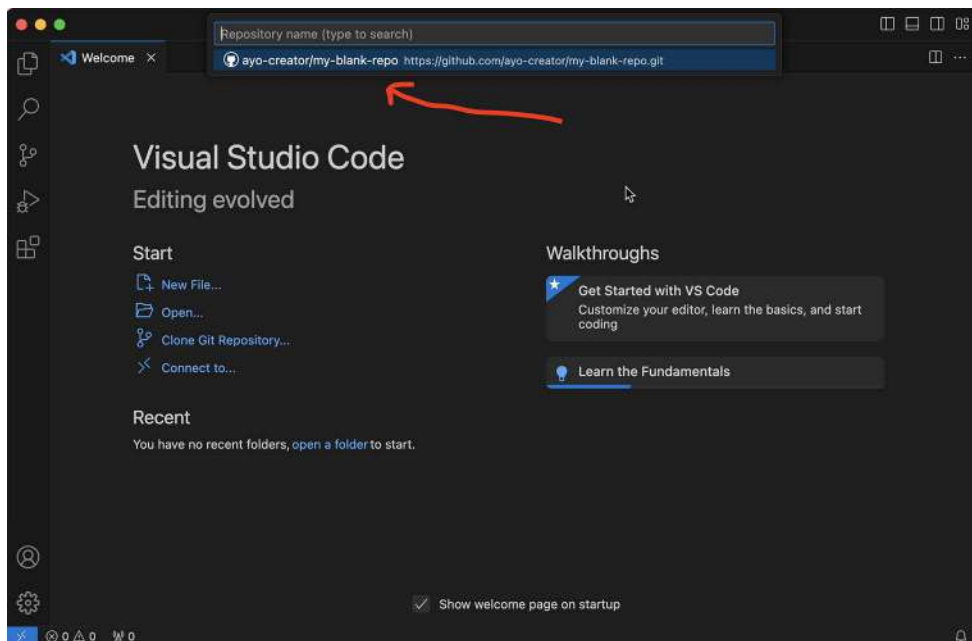 Repository name (type to search)
ayo-creator/my-blank-repo https://github.com/ayo-creator/my-blank-repo.git
Welcome
Visual Studio Code
Editing evolved
Start
New File...
Open...
Clone Git Repository...
Connect to...
Recent
You have no recent folders, open a folder to start.
Walkthroughs
Get Started with VS Code
Customize your editor, learn the basics, and start
coding
Learn the Fundamentals
Show welcome page on startup
0 0 0